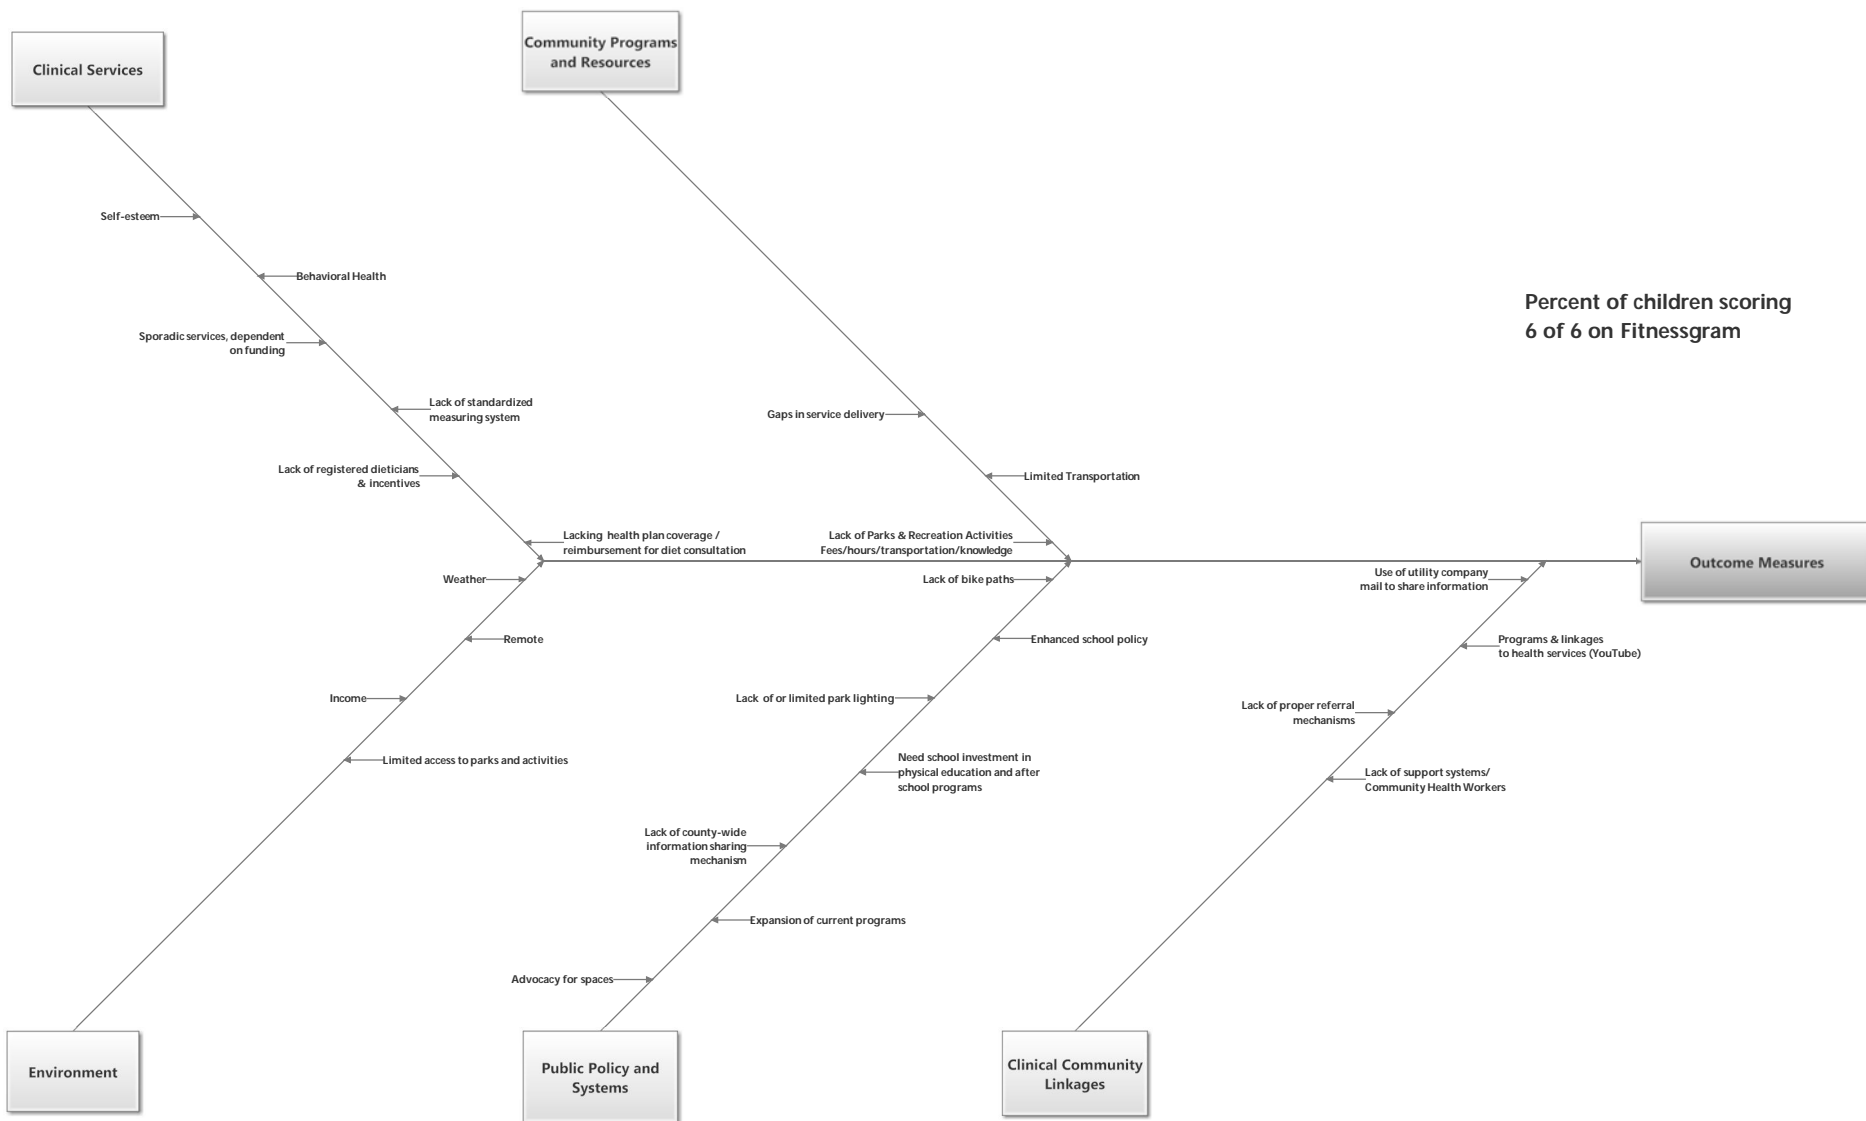 Community Programs
and Resources
Clinical Services
Self-esteem
Behavioral Health
Percent of children scoring
6 of 6 on Fitnessgram
Sporadic services, dependent
on funding
Lack of standardized
measuring system
Gaps in service delivery
Lack of registered dieticians
& incentives
Limited Transportation
Lacking health plan coverage /
reimbursement for diet consultation
Lack of Parks & Recreation Activities
Fees/hours/transportation/knowledge
Outcome Measures
Weather
Lack of bike paths
Use of utility company
mail to share information
Remote
Enhanced school policy
Programs & linkages
to health services (YouTube)
Income
Lack of or limited park lighting
Lack of proper referral
mechanisms
Limited access to parks and activities
Need school investment in
physical education and after
school programs
Lack of support systems/
Community Health Workers
Lack of county-wide
information sharing
mechanism
Expansion of current programs
Advocacy for spaces
Environment
Public Policy and
Systems
Clinical Community
Linkages